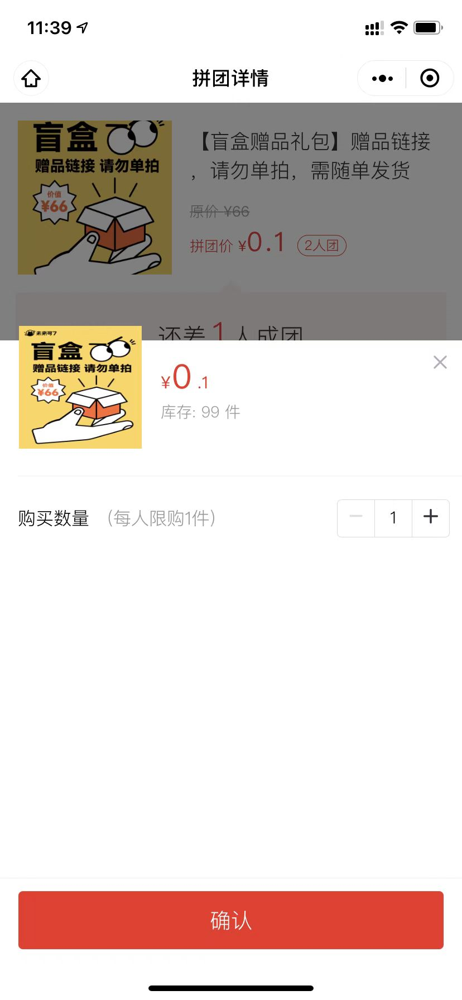 11:39
拼团详情
盲盒
赠品链接 请勿单拍
价值
¥66
【盲盒赠品礼包】赠品链接
，请勿单拍，需随单发货
原价 ¥66
拼团价 ¥0.1 2人团
还差1人成团
未来可7
盲盒
赠品链接 请勿单拍
价值
¥66
¥0.1
库存: 99 件
购买数量 （每人限购1件）
1
确认